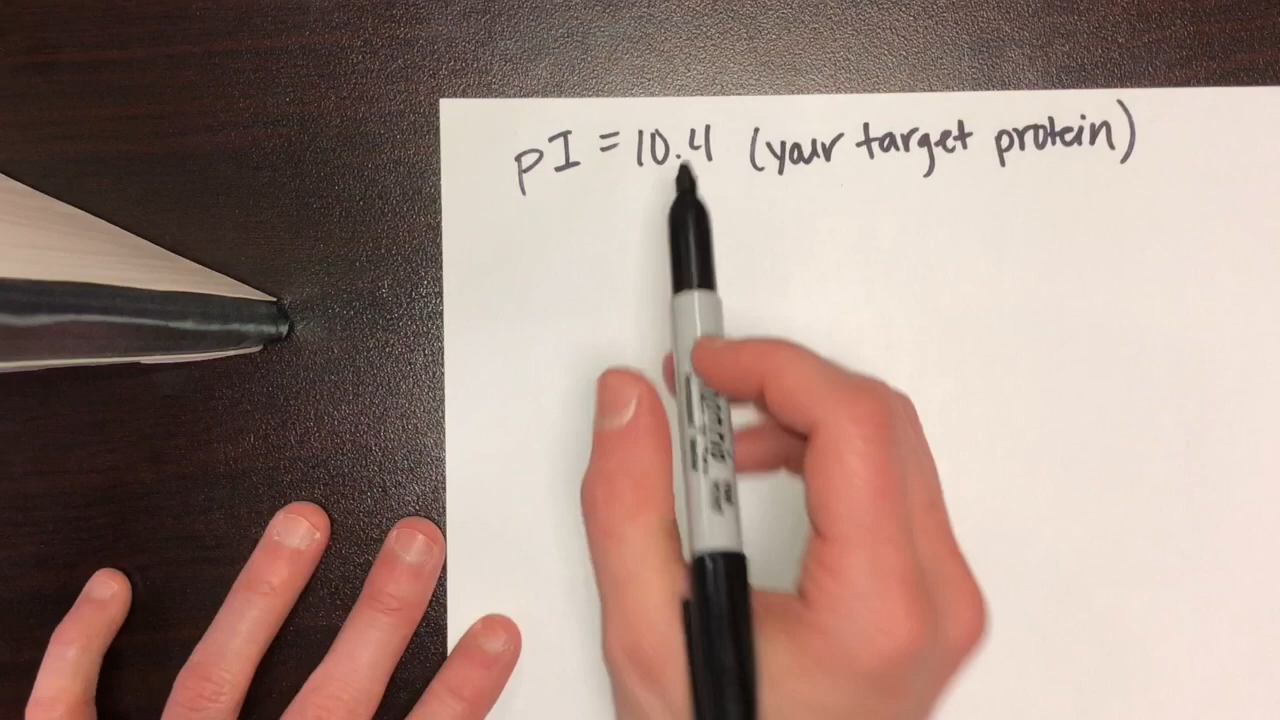 pI = 10.4 (your target protein)